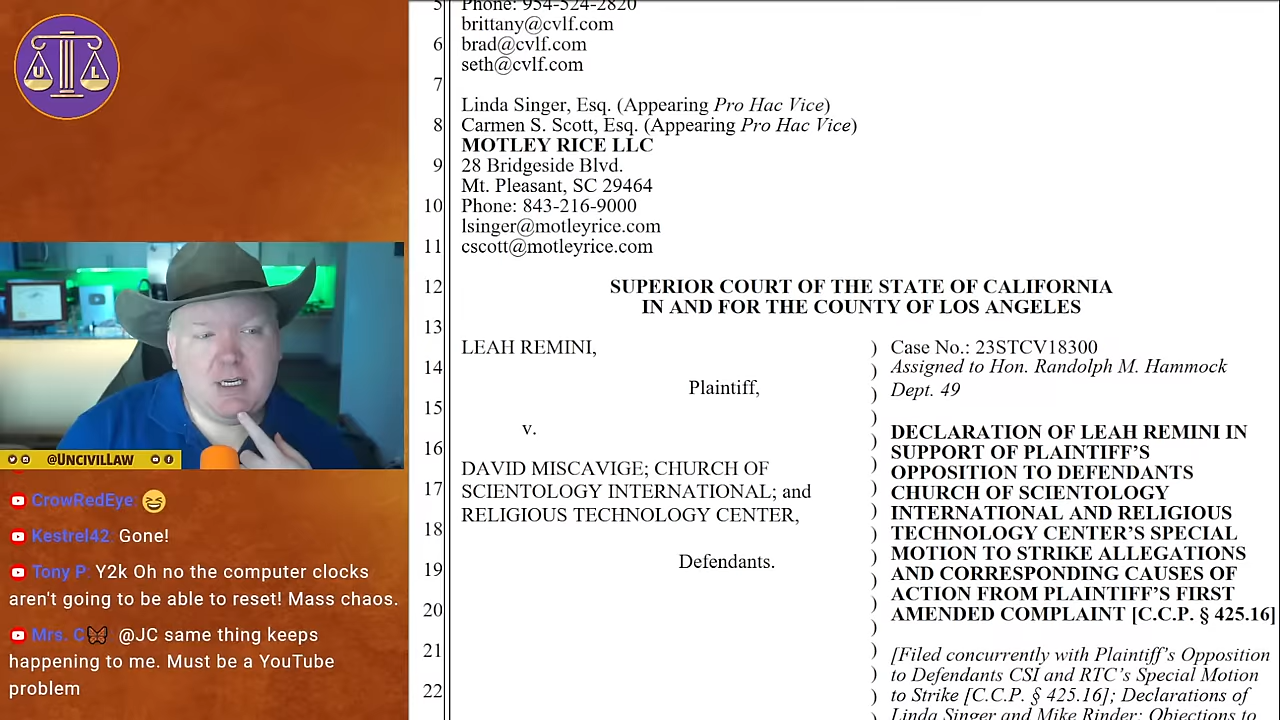 U L
@UNCIVILLAW
CrowRedEye: 😆
Kestrel42: Gone!
Tony P: Y2k Oh no the computer clocks
aren't going to be able to reset! Mass chaos.
Mrs. C🦋: @JC same thing keeps
happening to me. Must be a YouTube
problem
5 Phone: 954-524-2820
brittany@cvlf.com
6 brad@cvlf.com
seth@cvlf.com
7
Linda Singer, Esq. (Appearing Pro Hac Vice)
8 Carmen S. Scott, Esq. (Appearing Pro Hac Vice)
MOTLEY RICE LLC
9 28 Bridgeside Blvd.
Mt. Pleasant, SC 29464
10 Phone: 843-216-9000
lsinger@motleyrice.com
11 cscott@motleyrice.com
12 SUPERIOR COURT OF THE STATE OF CALIFORNIA
IN AND FOR THE COUNTY OF LOS ANGELES
13
LEAH REMINI,
14
Plaintiff,
15
v.
16
DAVID MISCAVIGE; CHURCH OF
17 SCIENTOLOGY INTERNATIONAL; and
RELIGIOUS TECHNOLOGY CENTER,
18
Defendants.
19
20
21
22
) Case No.: 23STCV18300
) Assigned to Hon. Randolph M. Hammock
) Dept. 49
)
) DECLARATION OF LEAH REMINI IN
) SUPPORT OF PLAINTIFF'S
) OPPOSITION TO DEFENDANTS
) CHURCH OF SCIENTOLOGY
) INTERNATIONAL AND RELIGIOUS
) TECHNOLOGY CENTER'S SPECIAL
) MOTION TO STRIKE ALLEGATIONS
) AND CORRESPONDING CAUSES OF
) ACTION FROM PLAINTIFF'S FIRST
) AMENDED COMPLAINT [C.C.P. § 425.16]
)
) [Filed concurrently with Plaintiff's Opposition
) to Defendants CSI and RTC's Special Motion
) to Strike [C.C.P. § 425.16]; Declarations of
Linda Singer and Mike Rinder; Objections to